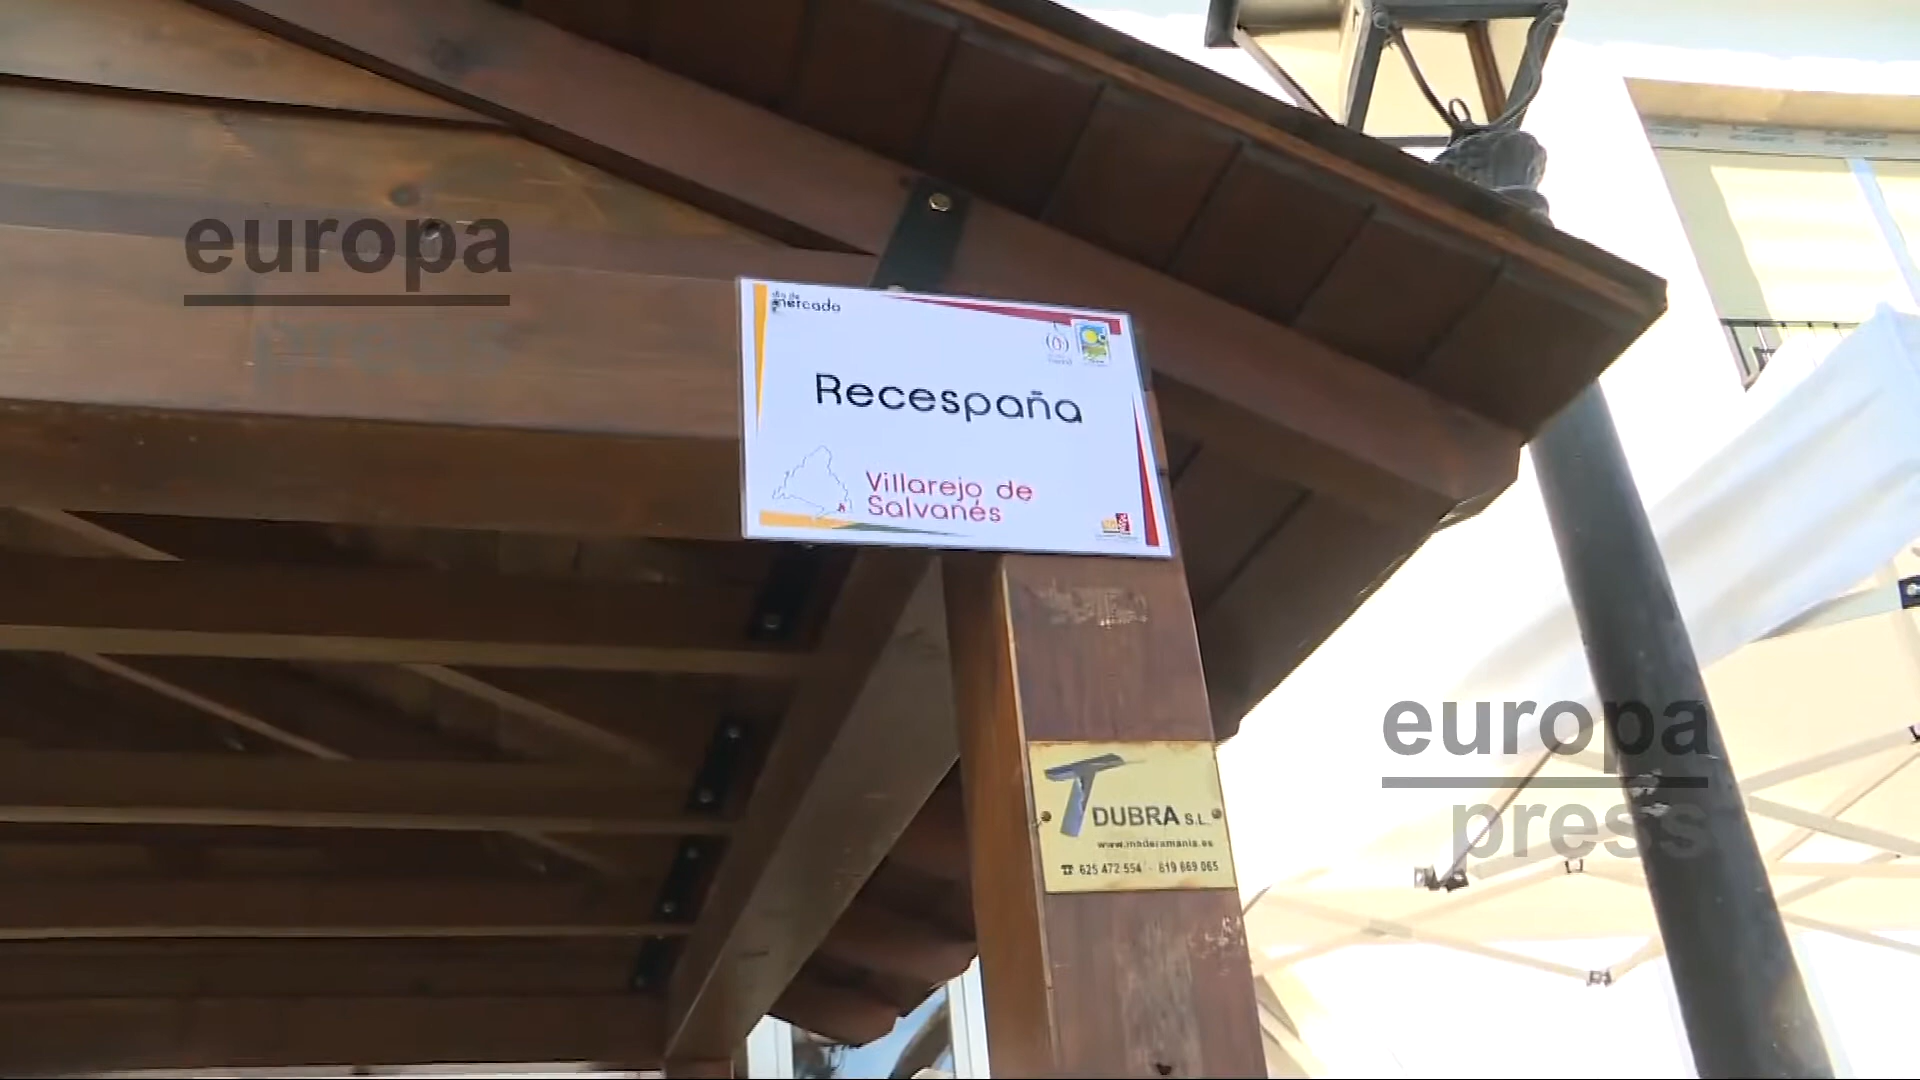 europa
press
día de
mercado
Recespaña
Villarejo de
Salvanés
DUBRA S.L.
www.maderamania.es
625 472 554 - 619 669 065
europa
press